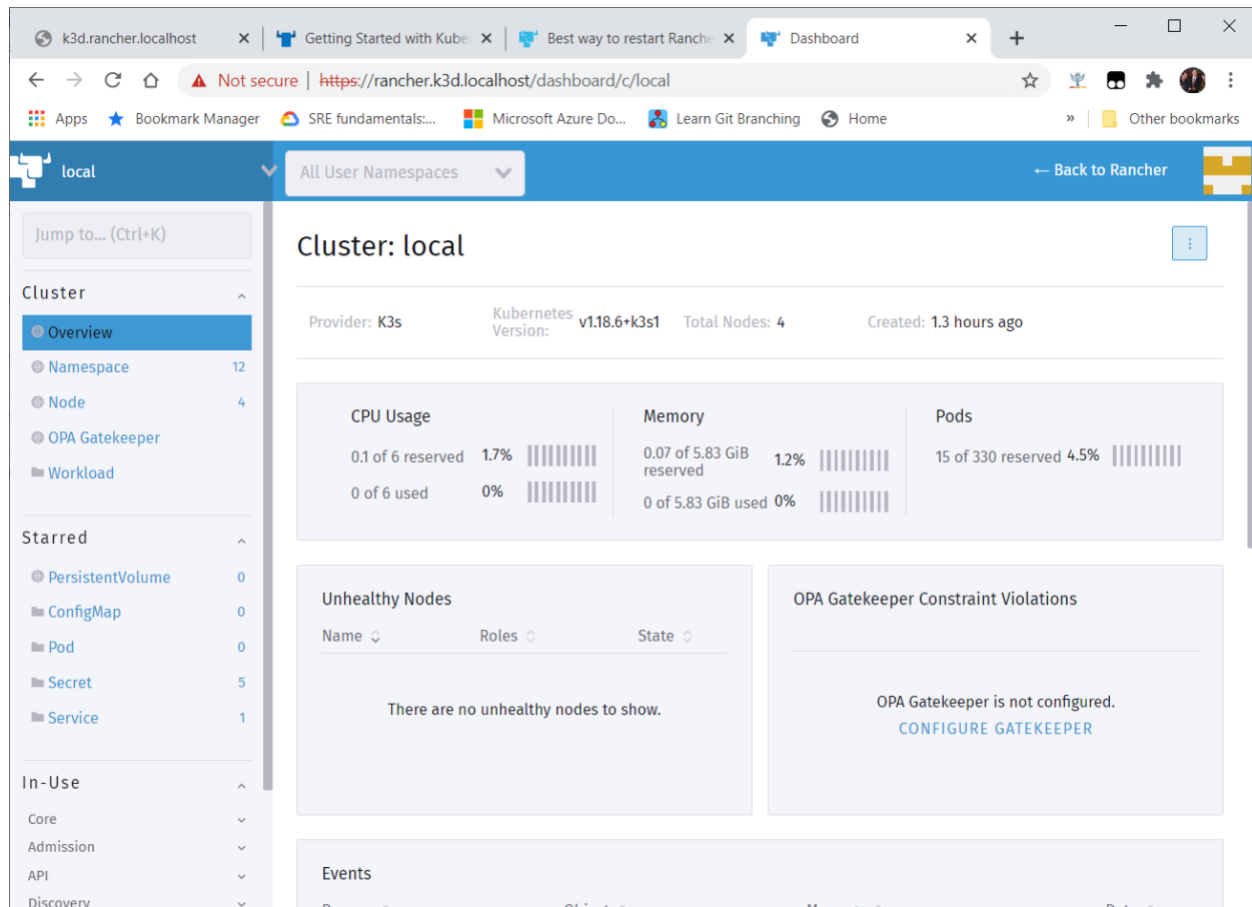 k3d.rancher.localhost
Getting Started with Kube
Best way to restart Ranche
Dashboard
Not secure | https://rancher.k3d.localhost/dashboard/c/local
Apps
Bookmark Manager
SRE fundamentals:...
Microsoft Azure Do...
Learn Git Branching
Home
»
Other bookmarks
local
All User Namespaces
← Back to Rancher
Jump to... (Ctrl+K)
Cluster
Overview
Namespace 12
Node 4
OPA Gatekeeper
Workload
Starred
PersistentVolume 0
ConfigMap 0
Pod 0
Secret 5
Service 1
In-Use
Core
Admission
API
Discovery
Cluster: local
Provider: K3s
Kubernetes Version: v1.18.6+k3s1
Total Nodes: 4
Created: 1.3 hours ago
CPU Usage
0.1 of 6 reserved 1.7%
0 of 6 used 0%
Memory
0.07 of 5.83 GiB reserved 1.2%
0 of 5.83 GiB used 0%
Pods
15 of 330 reserved 4.5%
Unhealthy Nodes
Name Roles State
There are no unhealthy nodes to show.
OPA Gatekeeper Constraint Violations
OPA Gatekeeper is not configured.
CONFIGURE GATEKEEPER
Events